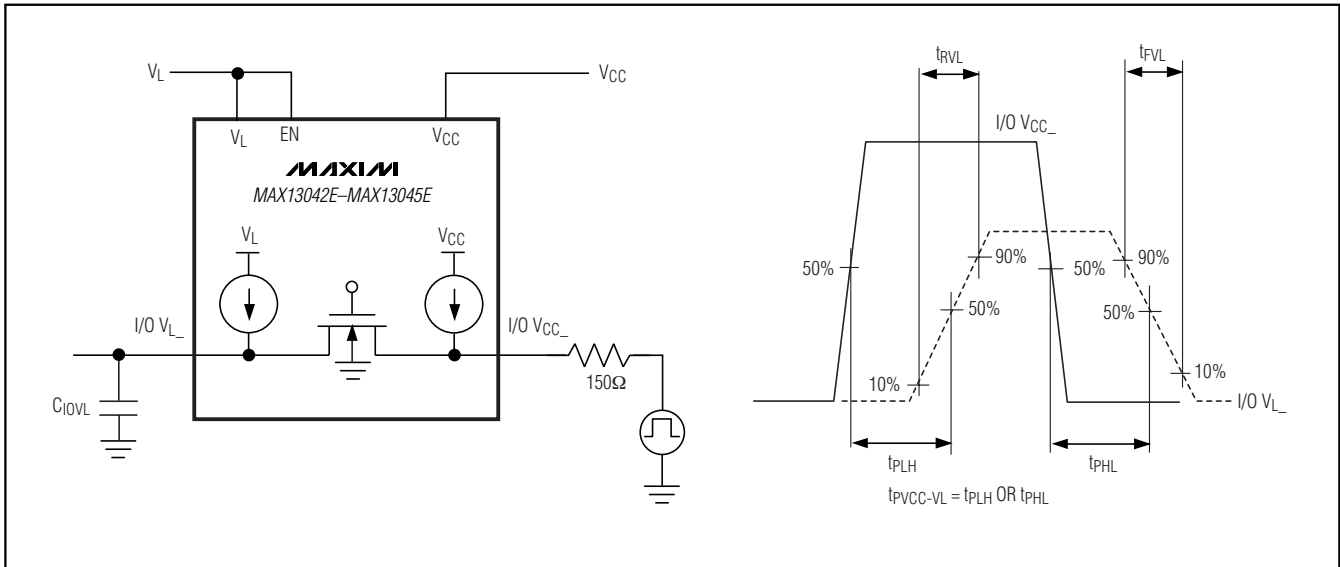 VL
VCC
VL
EN
VCC
MAXIM
MAX13042E–MAX13045E
VL
VCC
I/O VL_
I/O VCC_
150Ω
CIOVL
tRVL
tFVL
I/O VCC_
50%
90%
50%
90%
50%
50%
10%
10%
I/O VL_
tPLH
tPHL
tPVCC-VL = tPLH OR tPHL